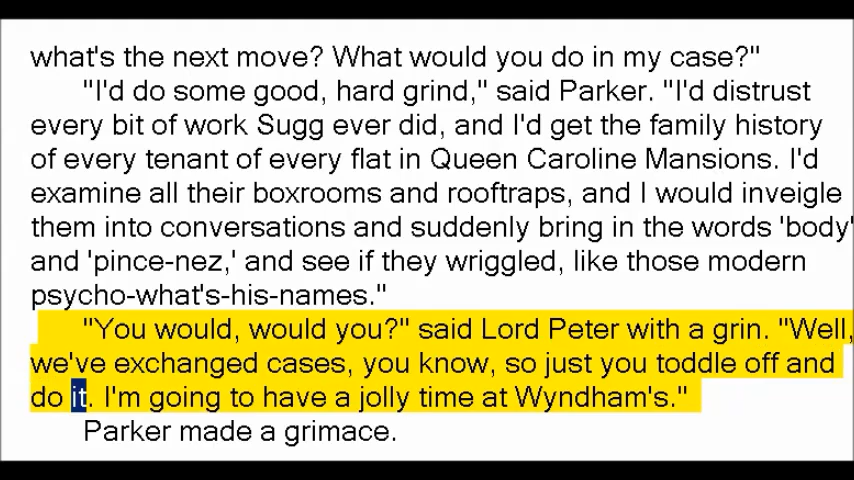 what's the next move? What would you do in my case?"
"I'd do some good, hard grind," said Parker. "I'd distrust
every bit of work Sugg ever did, and I'd get the family history
of every tenant of every flat in Queen Caroline Mansions. I'd
examine all their boxrooms and rooftraps, and I would inveigle
them into conversations and suddenly bring in the words 'body'
and 'pince-nez,' and see if they wriggled, like those modern
psycho-what's-his-names."
"You would, would you?" said Lord Peter with a grin. "Well,
we've exchanged cases, you know, so just you toddle off and
do it. I'm going to have a jolly time at Wyndham's."
Parker made a grimace.